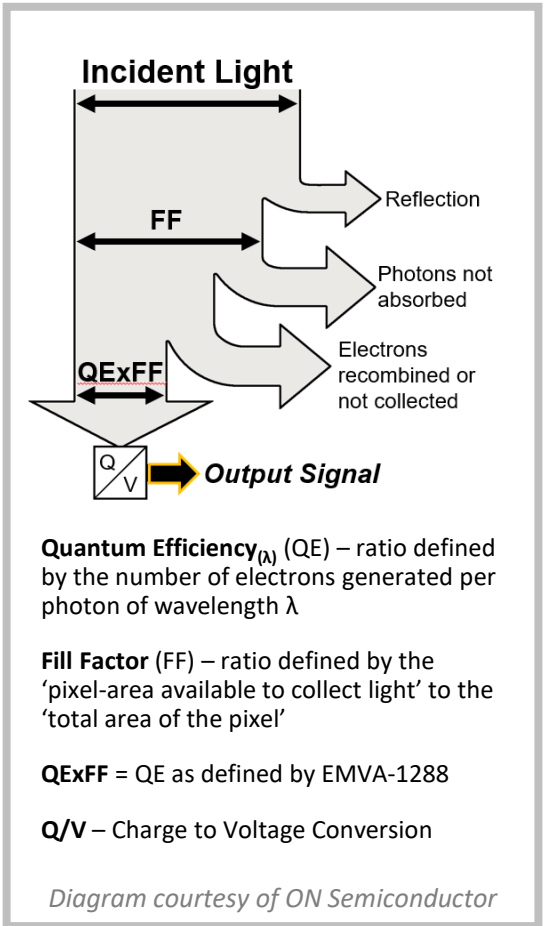 Incident Light
Reflection
FF
Photons not
absorbed
Electrons
recombined or
not collected
QExFF
Q
V
Output Signal
Quantum Efficiency(λ) (QE) – ratio defined
by the number of electrons generated per
photon of wavelength λ
Fill Factor (FF) – ratio defined by the
‘pixel-area available to collect light’ to the
‘total area of the pixel’
QExFF = QE as defined by EMVA-1288
Q/V – Charge to Voltage Conversion
Diagram courtesy of ON Semiconductor